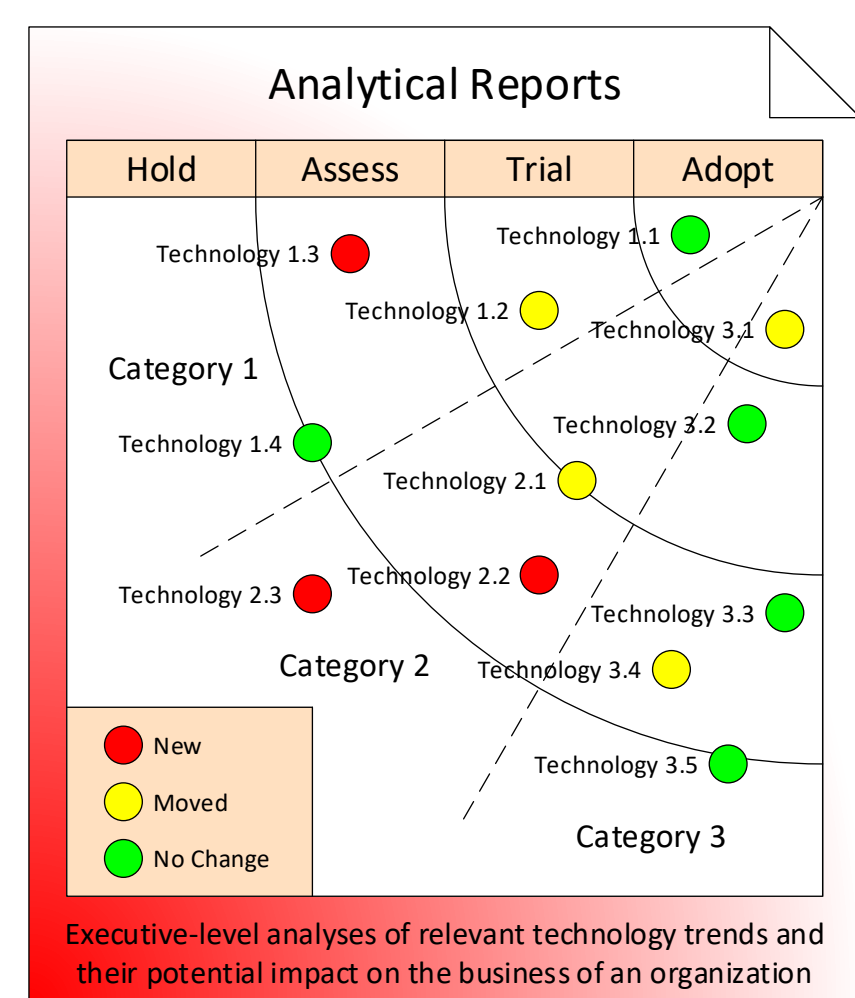 Analytical Reports
Hold Assess Trial Adopt
Technology 1.1
Technology 1.3
Technology 1.2
Technology 3.1
Category 1
Technology 3.2
Technology 1.4
Technology 2.1
Technology 2.2
Technology 2.3
Technology 3.3
Category 2
Technology 3.4
New
Technology 3.5
Moved
Category 3
No Change
Executive-level analyses of relevant technology trends and
their potential impact on the business of an organization